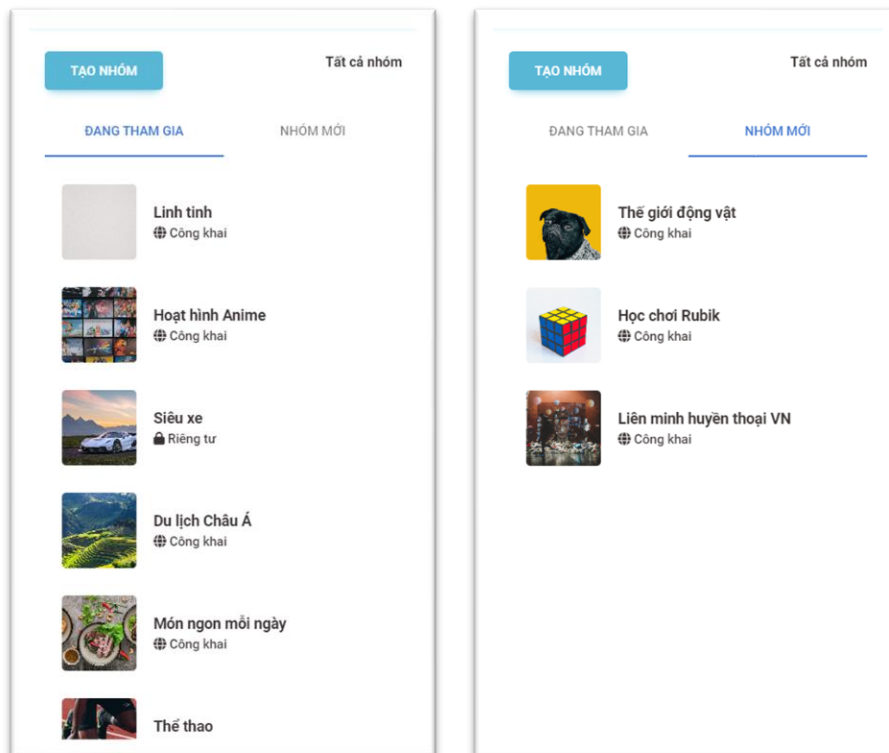 TẠO NHÓM
Tất cả nhóm
ĐANG THAM GIA
NHÓM MỚI
Linh tinh
Công khai
Hoạt hình Anime
Công khai
Siêu xe
Riêng tư
Du lịch Châu Á
Công khai
Món ngon mỗi ngày
Công khai
Thể thao
TẠO NHÓM
Tất cả nhóm
ĐANG THAM GIA
NHÓM MỚI
Thế giới động vật
Công khai
Học chơi Rubik
Công khai
Liên minh huyền thoại VN
Công khai